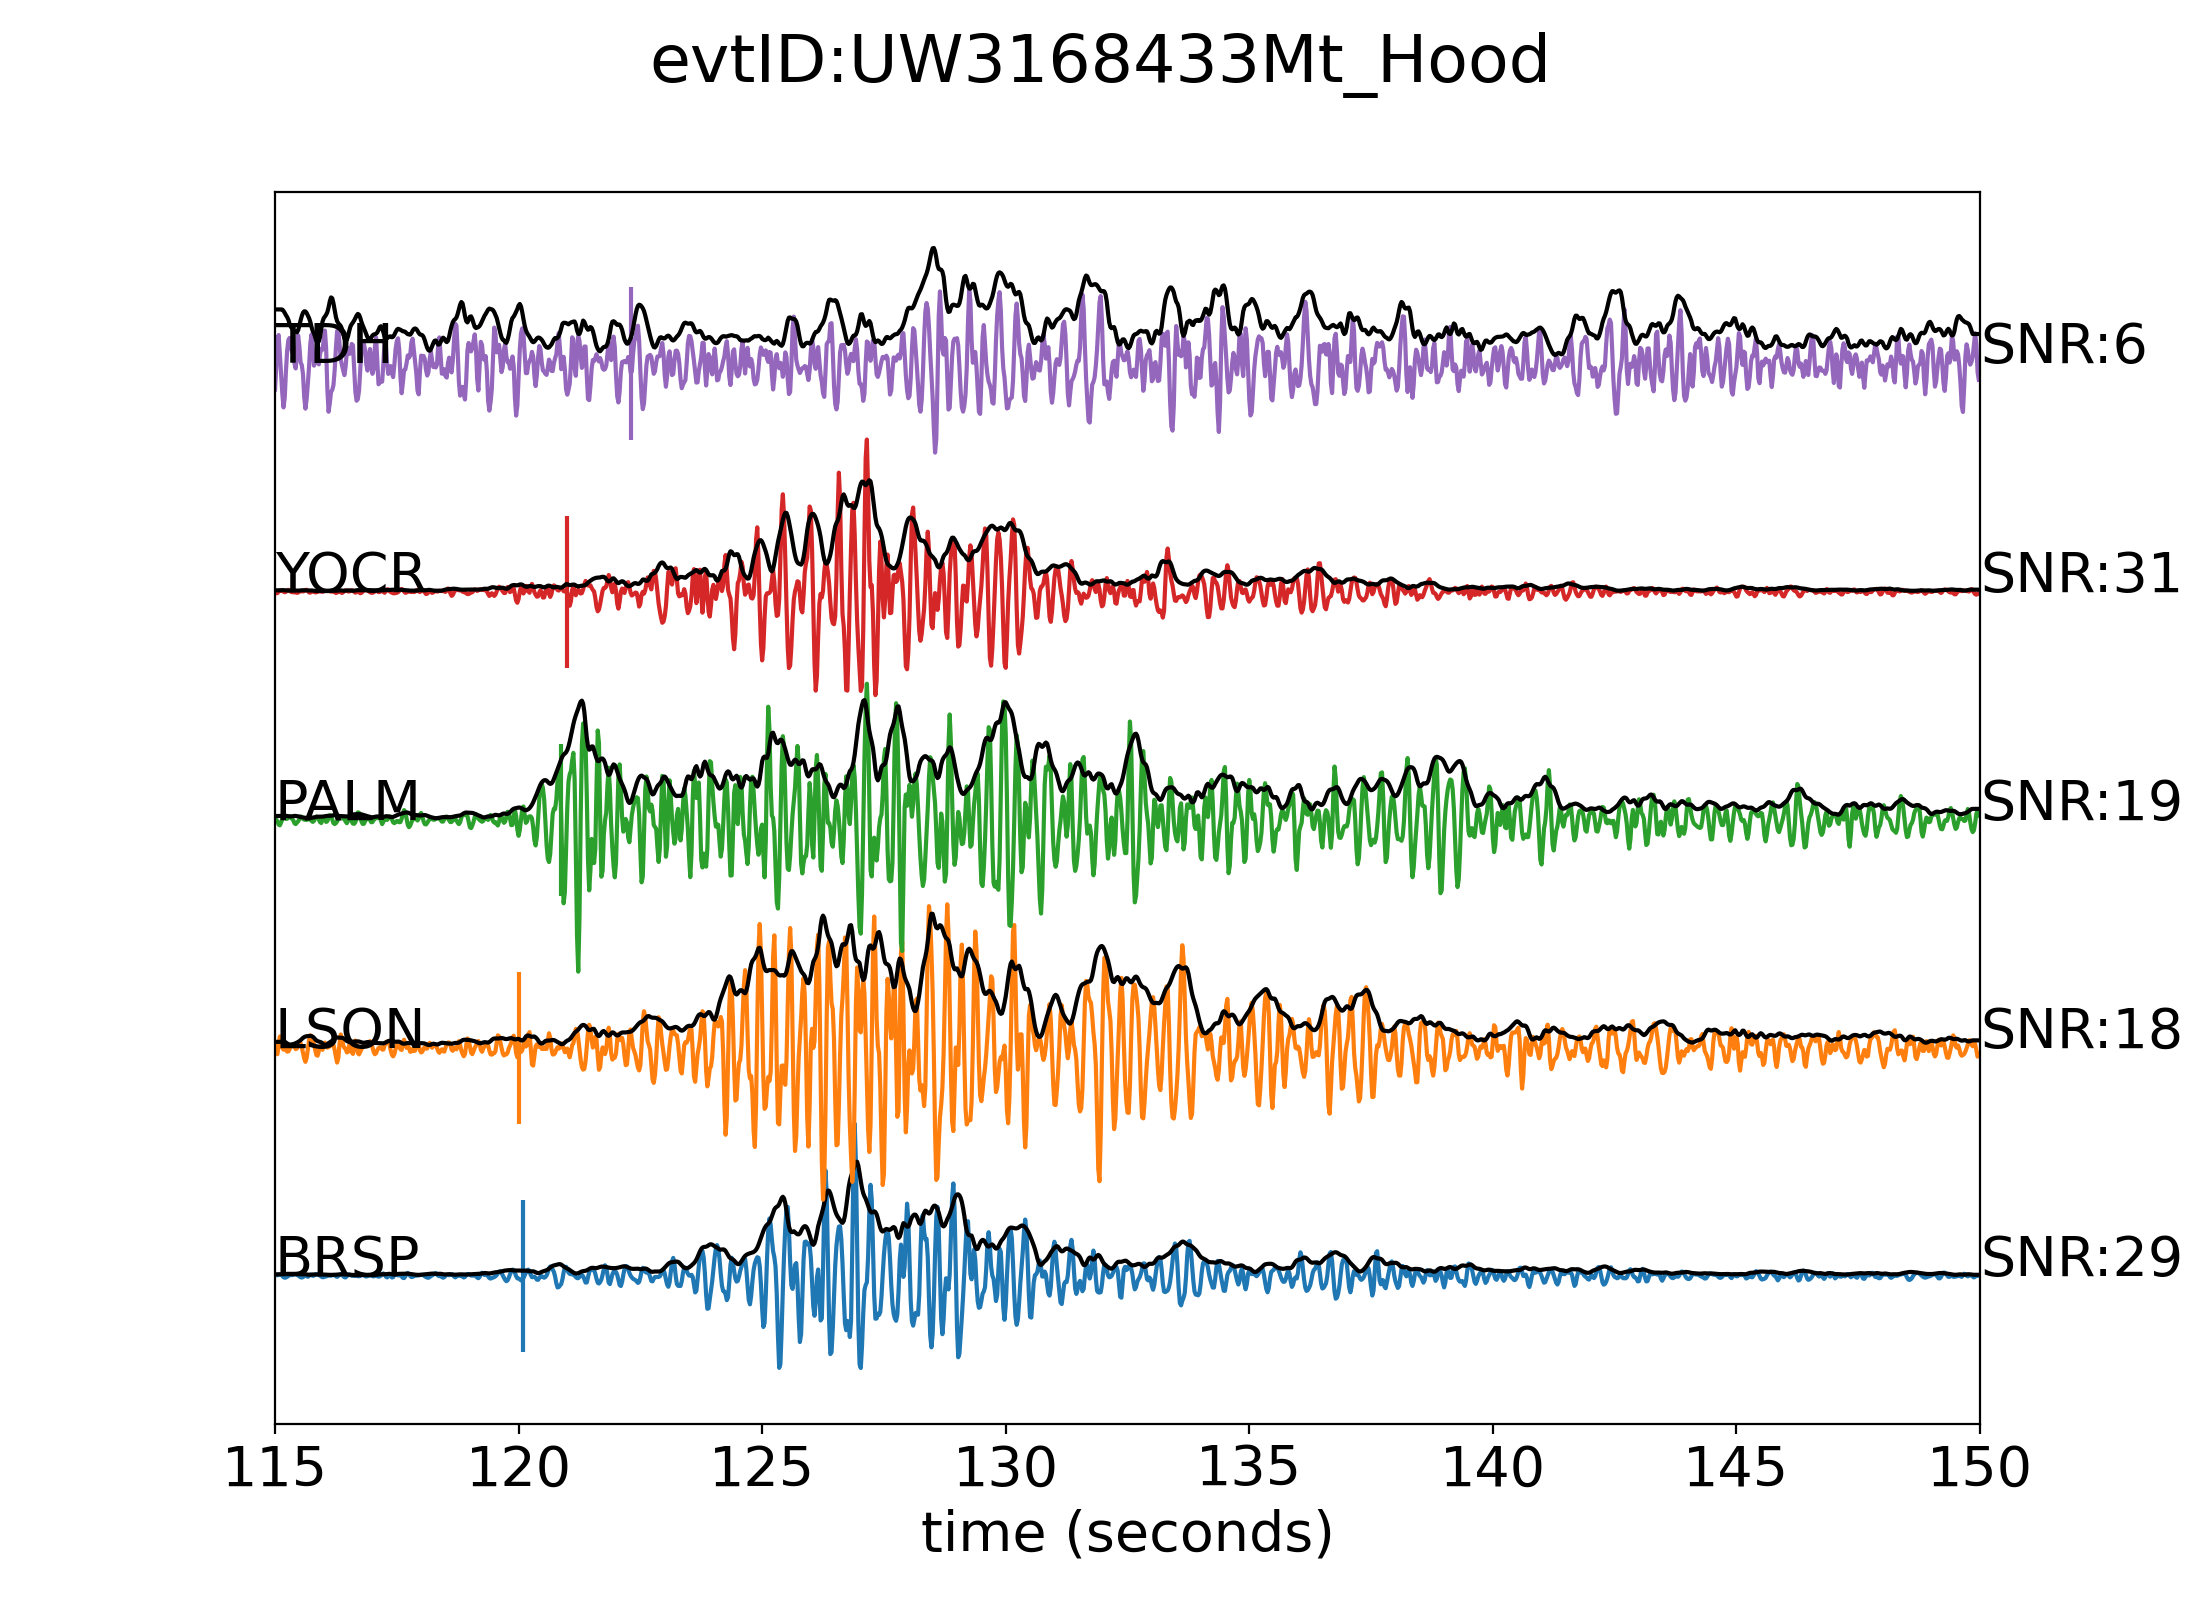 evtID:UW3168433Mt_Hood
TDH SNR:6
YOCR SNR:31
PALM SNR:19
LSON SNR:18
BRSP SNR:29
115 120 125 130 135 140 145 150
time (seconds)